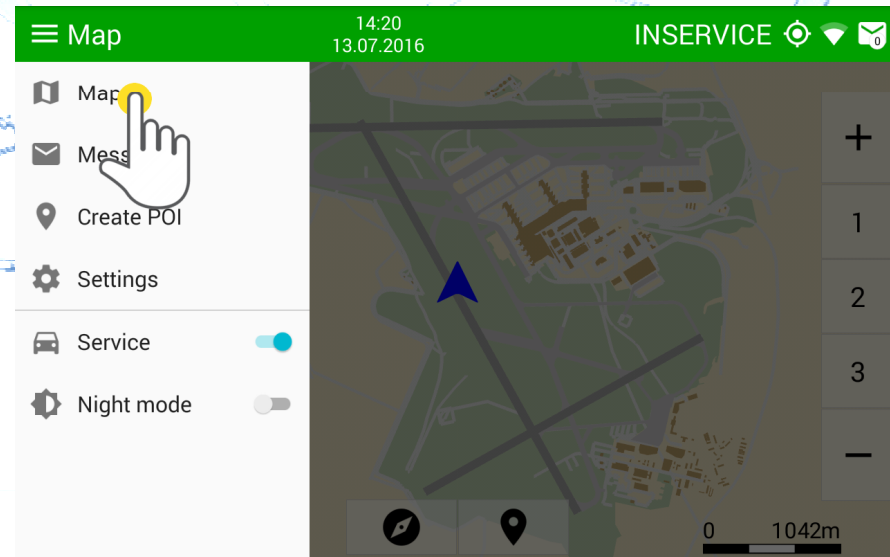 Map
14:20
13.07.2016
INSERVICE
0
Map
Mess
Create POI
Settings
Service
Night mode
+
1
2
3
−
0 1042m